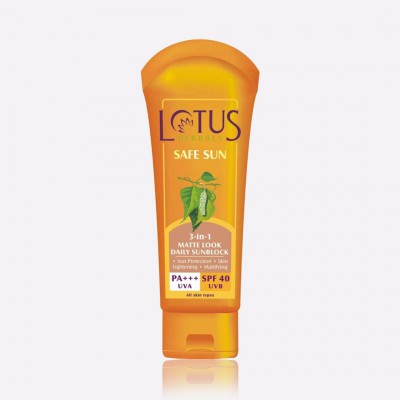 LOTUS
HERBALS
SAFE SUN
3-in-1
MATTE LOOK
DAILY SUNBLOCK
• Sun Protection • Skin
Lightening • Mattifying
PA+++ SPF 40
UVA UVB
All skin types